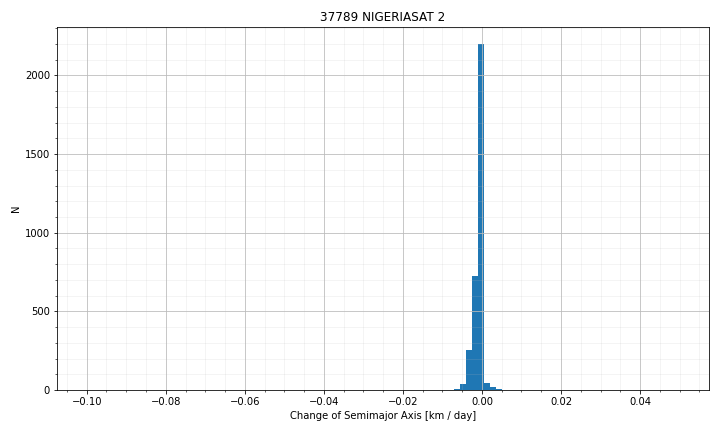 37789 NIGERIASAT 2
2000
1500
1000
500
0
N
−0.10 −0.08 −0.06 −0.04 −0.02 0.00 0.02 0.04
Change of Semimajor Axis [km / day]